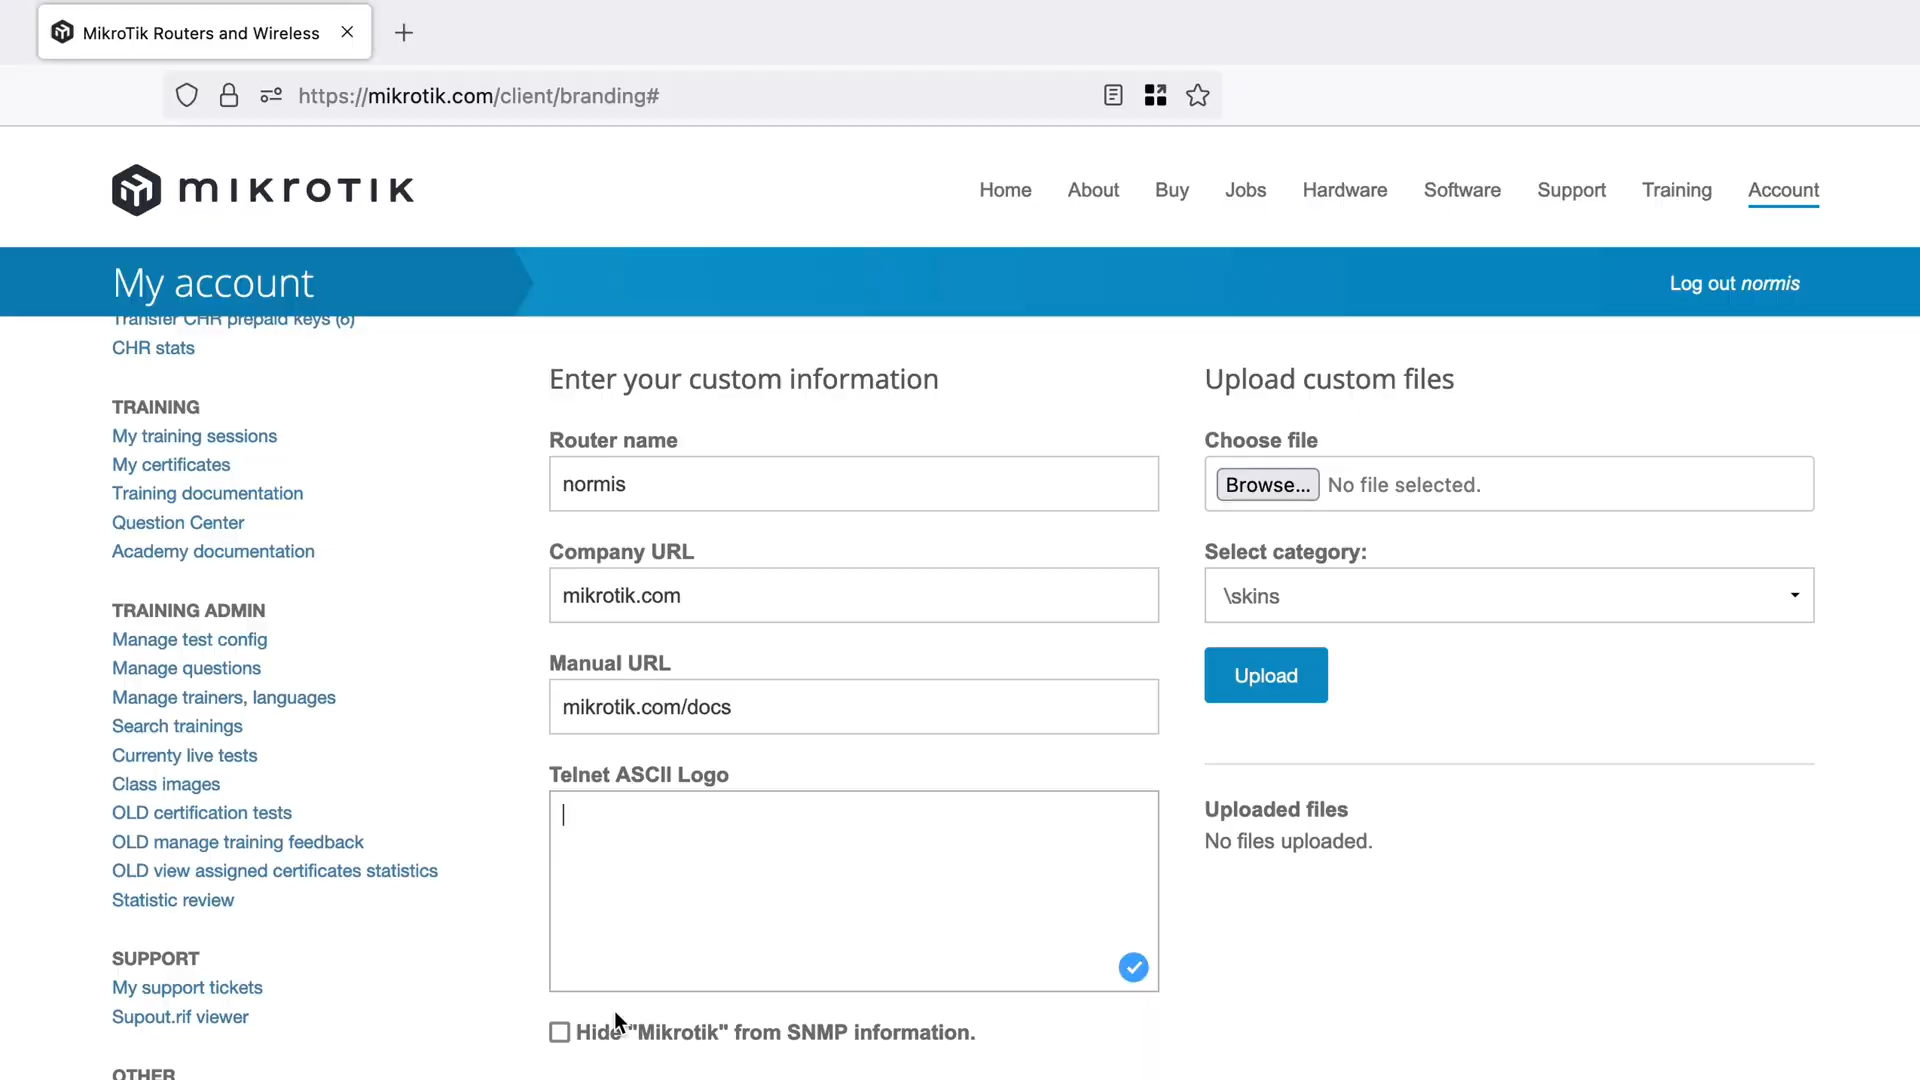 MikroTik Routers and Wireless
https://mikrotik.com/client/branding#
mikrotik
Home About Buy Jobs Hardware Software Support Training Account
My account
Log out normis
Transfer CHR prepaid keys (6)
CHR stats
TRAINING
My training sessions
My certificates
Training documentation
Question Center
Academy documentation
TRAINING ADMIN
Manage test config
Manage questions
Manage trainers, languages
Search trainings
Currenty live tests
Class images
OLD certification tests
OLD manage training feedback
OLD view assigned certificates statistics
Statistic review
SUPPORT
My support tickets
Supout.rif viewer
OTHER
Enter your custom information
Router name
normis
Company URL
mikrotik.com
Manual URL
mikrotik.com/docs
Telnet ASCII Logo
Hide "Mikrotik" from SNMP information.
Upload custom files
Choose file
Browse... No file selected.
Select category:
\skins
Upload
Uploaded files
No files uploaded.